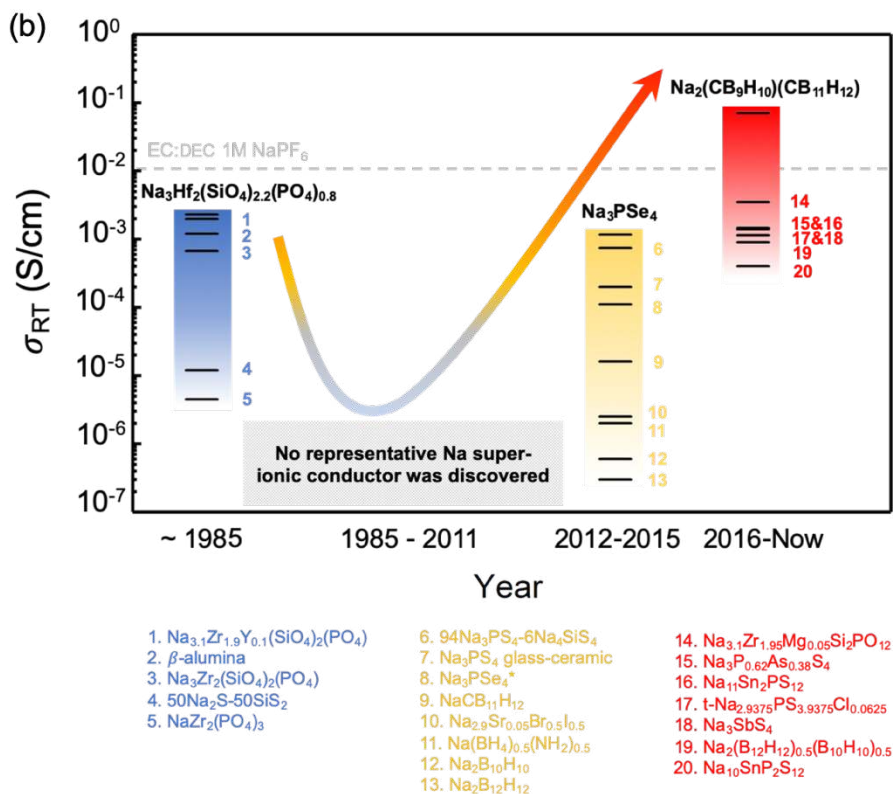 (b)
10⁰
10⁻¹
10⁻²
10⁻³
10⁻⁴
10⁻⁵
10⁻⁶
10⁻⁷
σRT (S/cm)
EC:DEC 1M NaPF₆
Na₃Hf₂(SiO₄)₂.₂(PO₄)₀.₈
1
2
3
4
5
No representative Na super-
ionic conductor was discovered
Na₃PSe₄
6
7
8
9
10
11
12
13
Na₂(CB₉H₁₀)(CB₁₁H₁₂)
14
15&16
17&18
19
20
~ 1985
1985 - 2011
2012-2015
2016-Now
Year
1. Na₃.₁Zr₁.₉Y₀.₁(SiO₄)₂(PO₄)
2. β-alumina
3. Na₃Zr₂(SiO₄)₂(PO₄)
4. 50Na₂S-50SiS₂
5. NaZr₂(PO₄)₃
6. 94Na₃PS₄-6Na₄SiS₄
7. Na₃PS₄ glass-ceramic
8. Na₃PSe₄*
9. NaCB₁₁H₁₂
10. Na₂.₉Sr₀.₀₅Br₀.₅I₀.₅
11. Na(BH₄)₀.₅(NH₂)₀.₅
12. Na₂B₁₀H₁₀
13. Na₂B₁₂H₁₂
14. Na₃.₁Zr₁.₉₅Mg₀.₀₅Si₂PO₁₂
15. Na₃P₀.₆₂As₀.₃₈S₄
16. Na₁₁Sn₂PS₁₂
17. t-Na₂.₉₃₇₅PS₃.₉₃₇₅Cl₀.₀₆₂₅
18. Na₃SbS₄
19. Na₂(B₁₂H₁₂)₀.₅(B₁₀H₁₀)₀.₅
20. Na₁₀SnP₂S₁₂